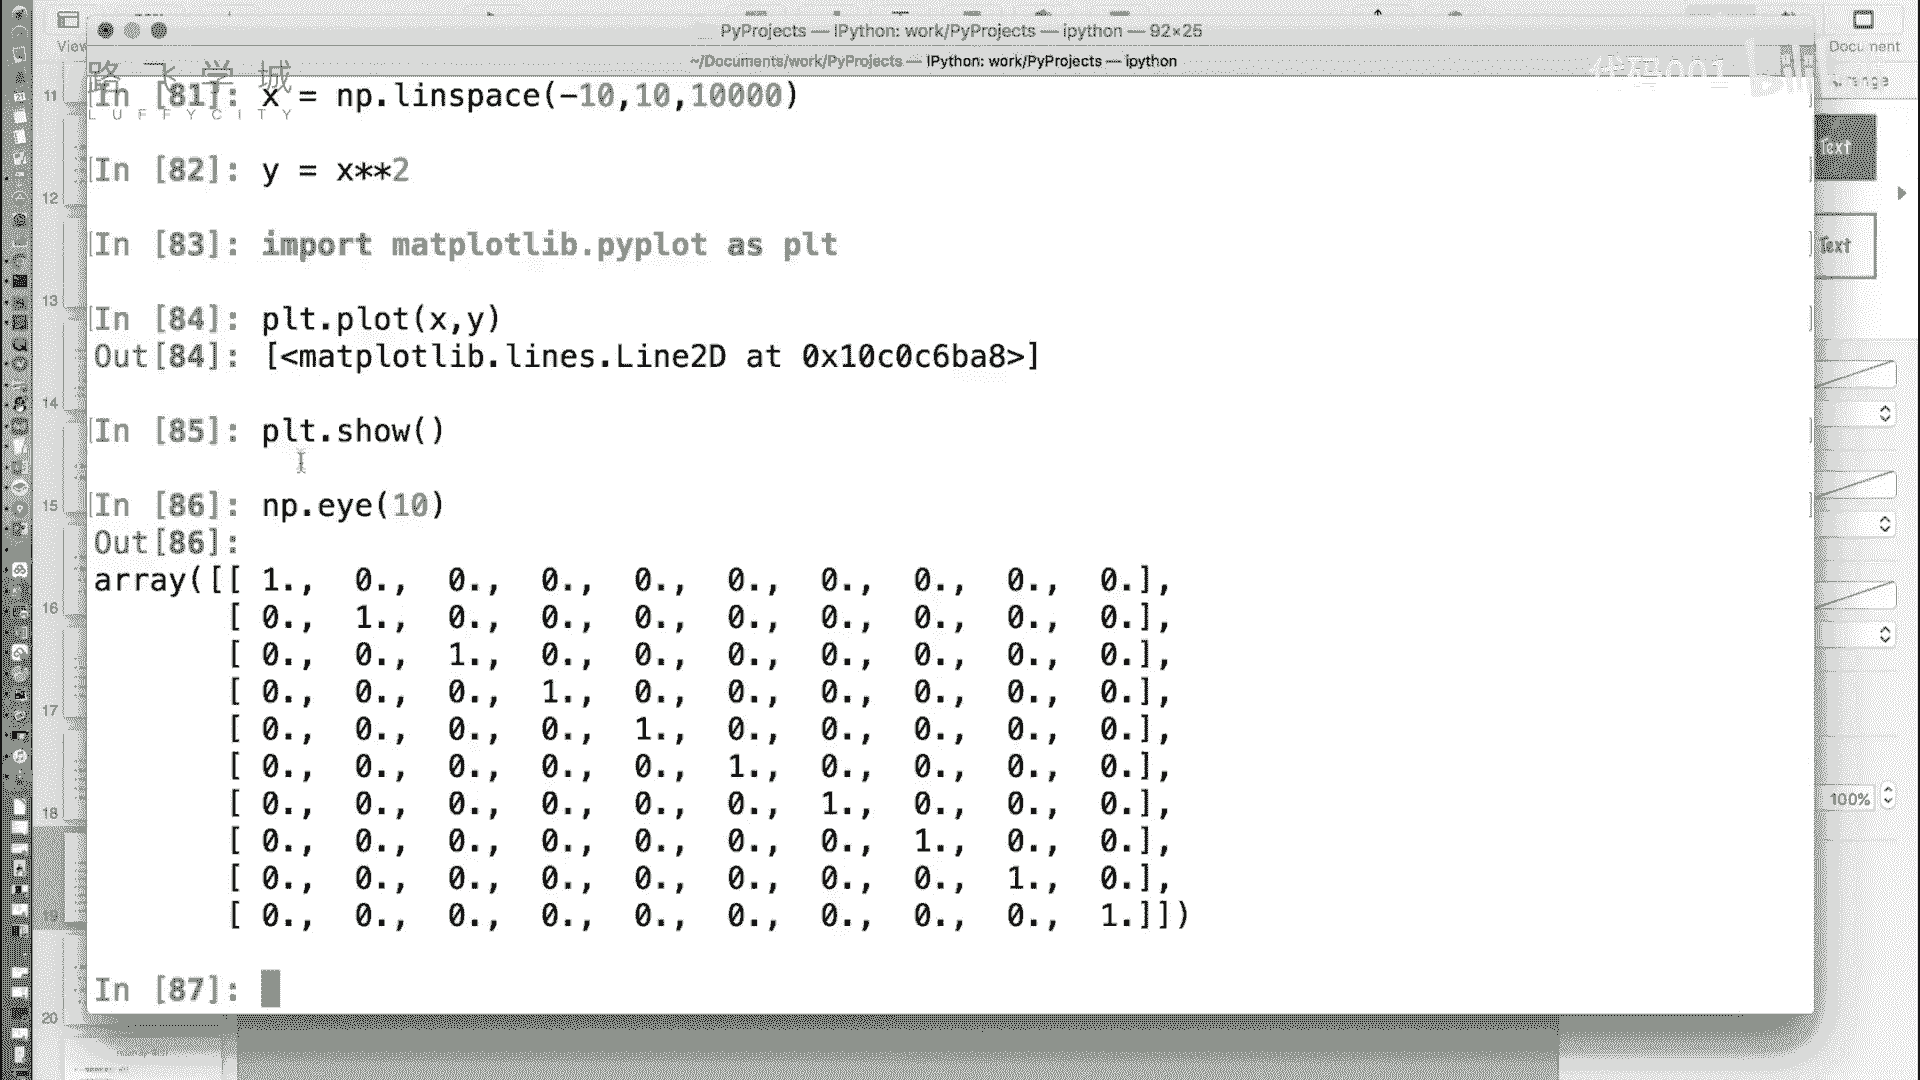 PyProjects — IPython: work/PyProjects — ipython — 92×25
View
Document
~/Documents/work/PyProjects — IPython: work/PyProjects — ipython
路飞学城
LUFFYCITY
代码001
In [81]: x = np.linspace(-10,10,10000)
In [82]: y = x**2
In [83]: import matplotlib.pyplot as plt
In [84]: plt.plot(x,y)
Out[84]: [<matplotlib.lines.Line2D at 0x10c0c6ba8>]
In [85]: plt.show()
In [86]: np.eye(10)
Out[86]:
array([[ 1., 0., 0., 0., 0., 0., 0., 0., 0., 0.],
[ 0., 1., 0., 0., 0., 0., 0., 0., 0., 0.],
[ 0., 0., 1., 0., 0., 0., 0., 0., 0., 0.],
[ 0., 0., 0., 1., 0., 0., 0., 0., 0., 0.],
[ 0., 0., 0., 0., 1., 0., 0., 0., 0., 0.],
[ 0., 0., 0., 0., 0., 1., 0., 0., 0., 0.],
[ 0., 0., 0., 0., 0., 0., 1., 0., 0., 0.],
[ 0., 0., 0., 0., 0., 0., 0., 1., 0., 0.],
[ 0., 0., 0., 0., 0., 0., 0., 0., 1., 0.],
[ 0., 0., 0., 0., 0., 0., 0., 0., 0., 1.]])
In [87]:
11
12
13
14
15
16
17
18
19
20
Text
Text
100%